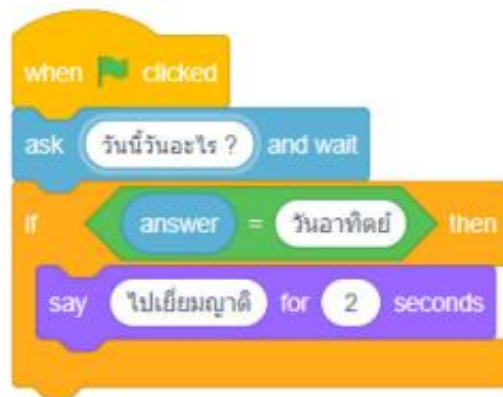 when clicked
ask วันนี้วันอะไร ? and wait
if answer = วันอาทิตย์ then
say ไปเยี่ยมญาติ for 2 seconds